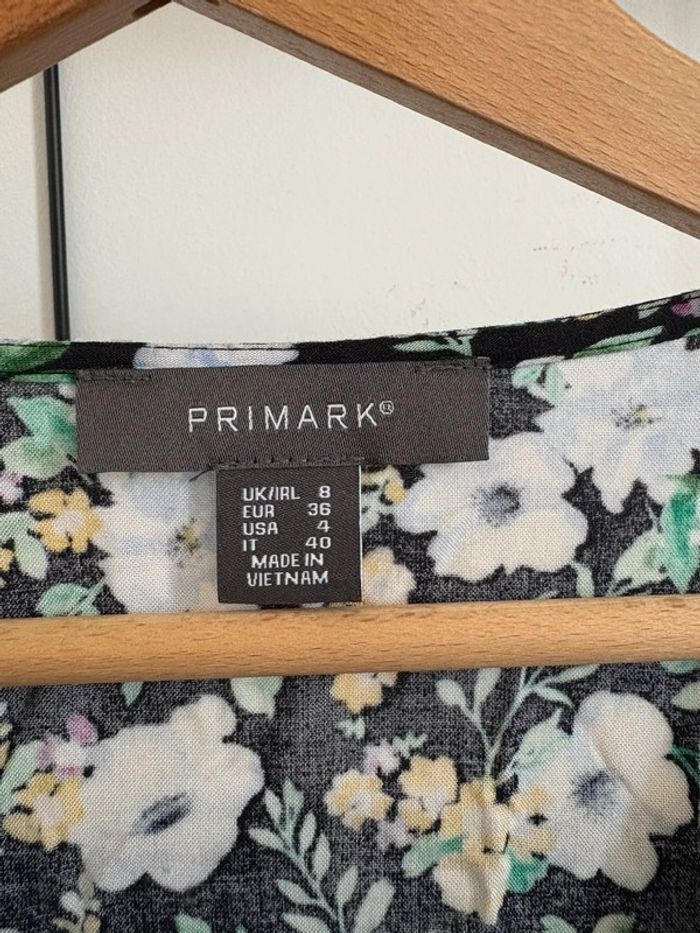 PRIMARK®
UK/IRL 8
EUR 36
USA 4
IT 40
MADE IN
VIETNAM